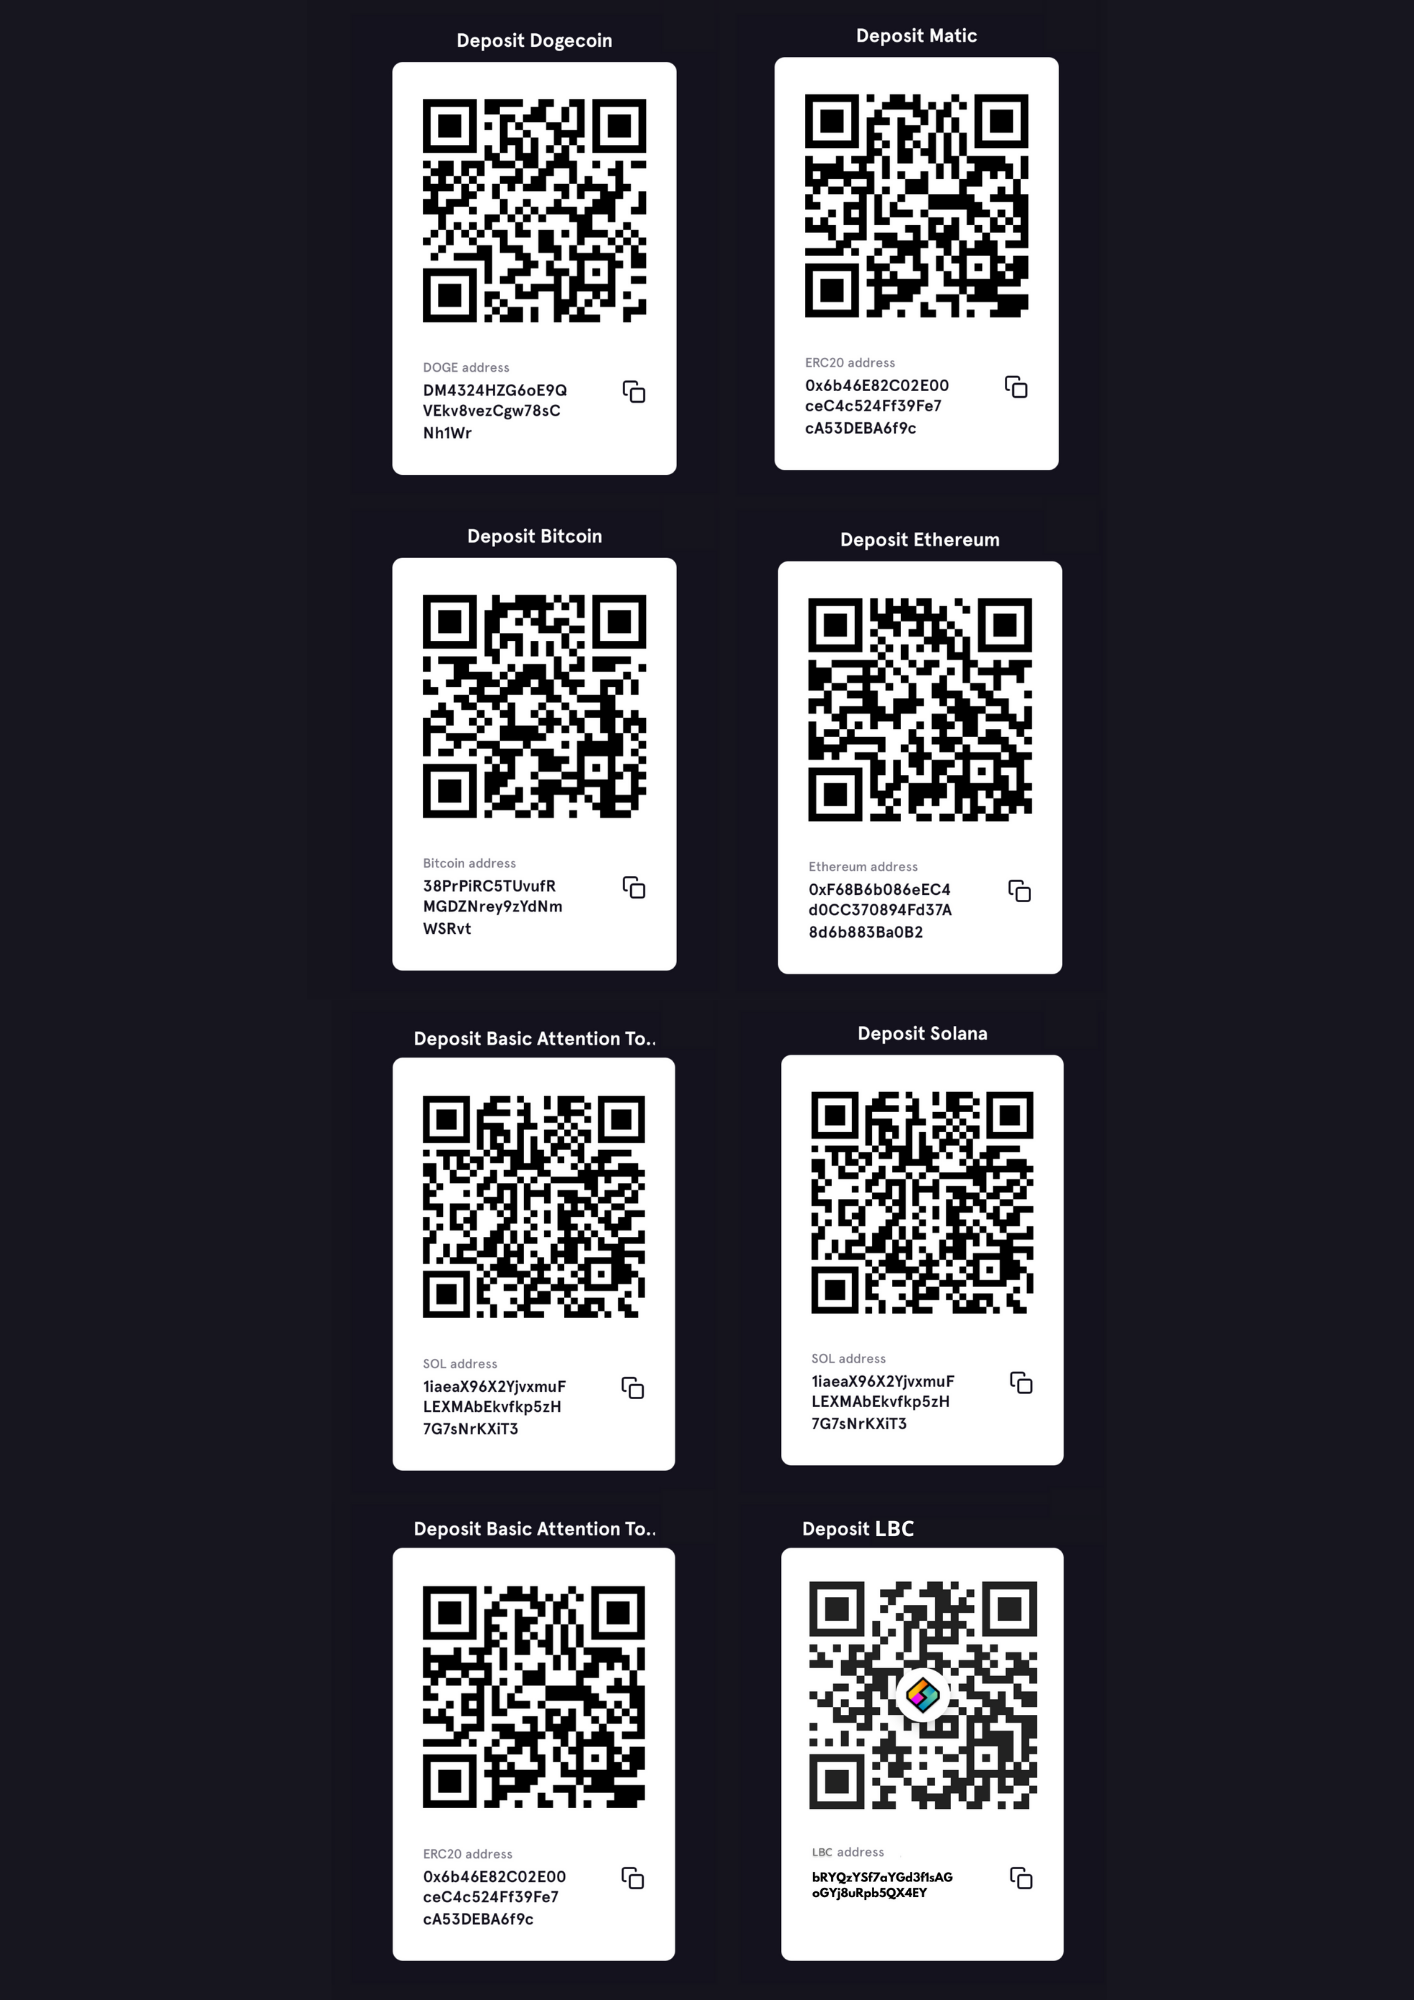 Deposit Dogecoin
DOGE address
DM4324HZG6oE9Q
VEkv8vezCgw78sC
Nh1Wr
Deposit Matic
ERC20 address
0x6b46E82C02E00
ceC4c524Ff39Fe7
cA53DEBA6f9c
Deposit Bitcoin
Bitcoin address
38PrPiRC5TUvufR
MGDZNrey9zYdNm
WSRvt
Deposit Ethereum
Ethereum address
0xF68B6b086eEC4
d0CC370894Fd37A
8d6b883Ba0B2
Deposit Basic Attention To..
SOL address
1iaeaX96X2YjvxmuF
LEXMAbEkvfkp5zH
7G7sNrKXiT3
Deposit Solana
SOL address
1iaeaX96X2YjvxmuF
LEXMAbEkvfkp5zH
7G7sNrKXiT3
Deposit Basic Attention To..
ERC20 address
0x6b46E82C02E00
ceC4c524Ff39Fe7
cA53DEBA6f9c
Deposit LBC
LBC address
bRYQzYSf7aYGd3f1sAG
oGYj8uRpb5QX4EY